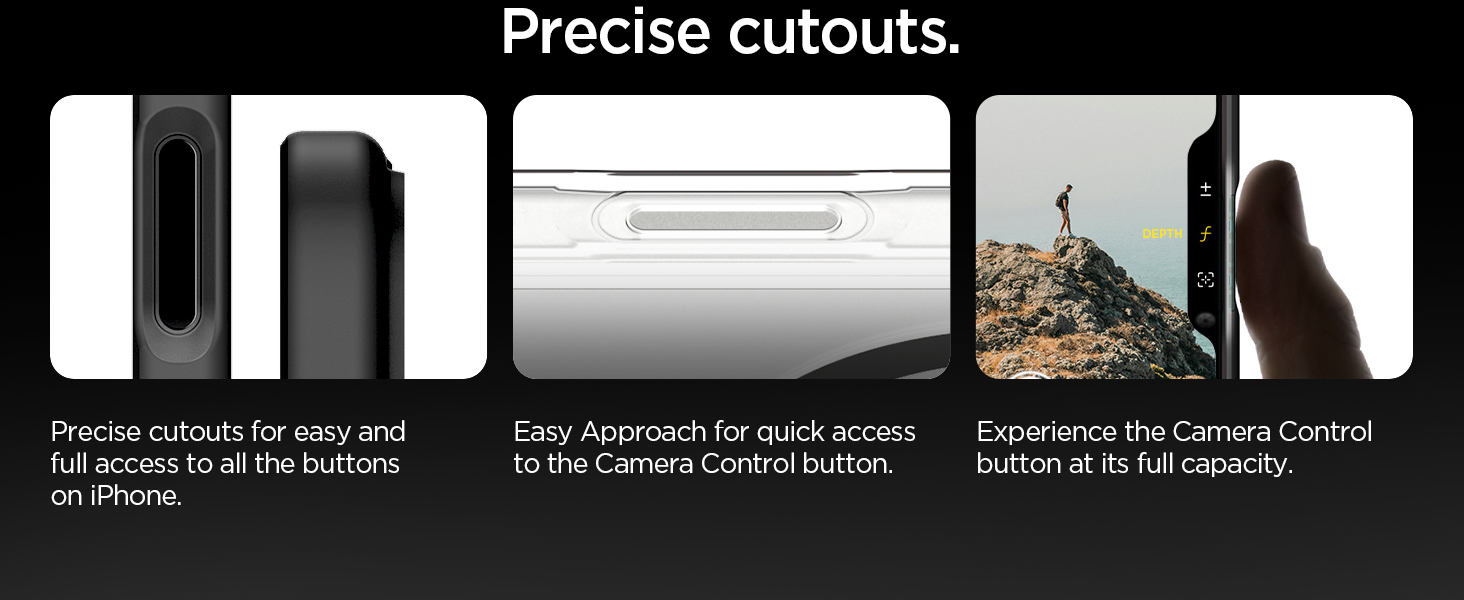 Precise cutouts.
DEPTH
Precise cutouts for easy and
full access to all the buttons
on iPhone.
Easy Approach for quick access
to the Camera Control button.
Experience the Camera Control
button at its full capacity.